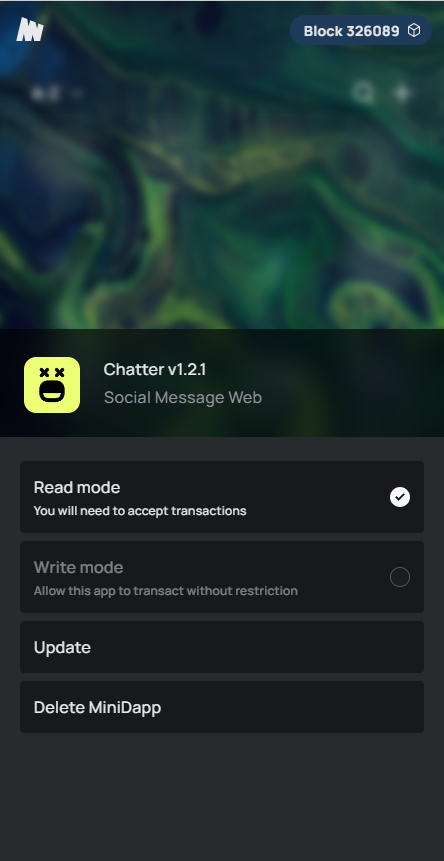 Block 326089
Chatter v1.2.1
Social Message Web
Read mode
You will need to accept transactions
Write mode
Allow this app to transact without restriction
Update
Delete MiniDapp